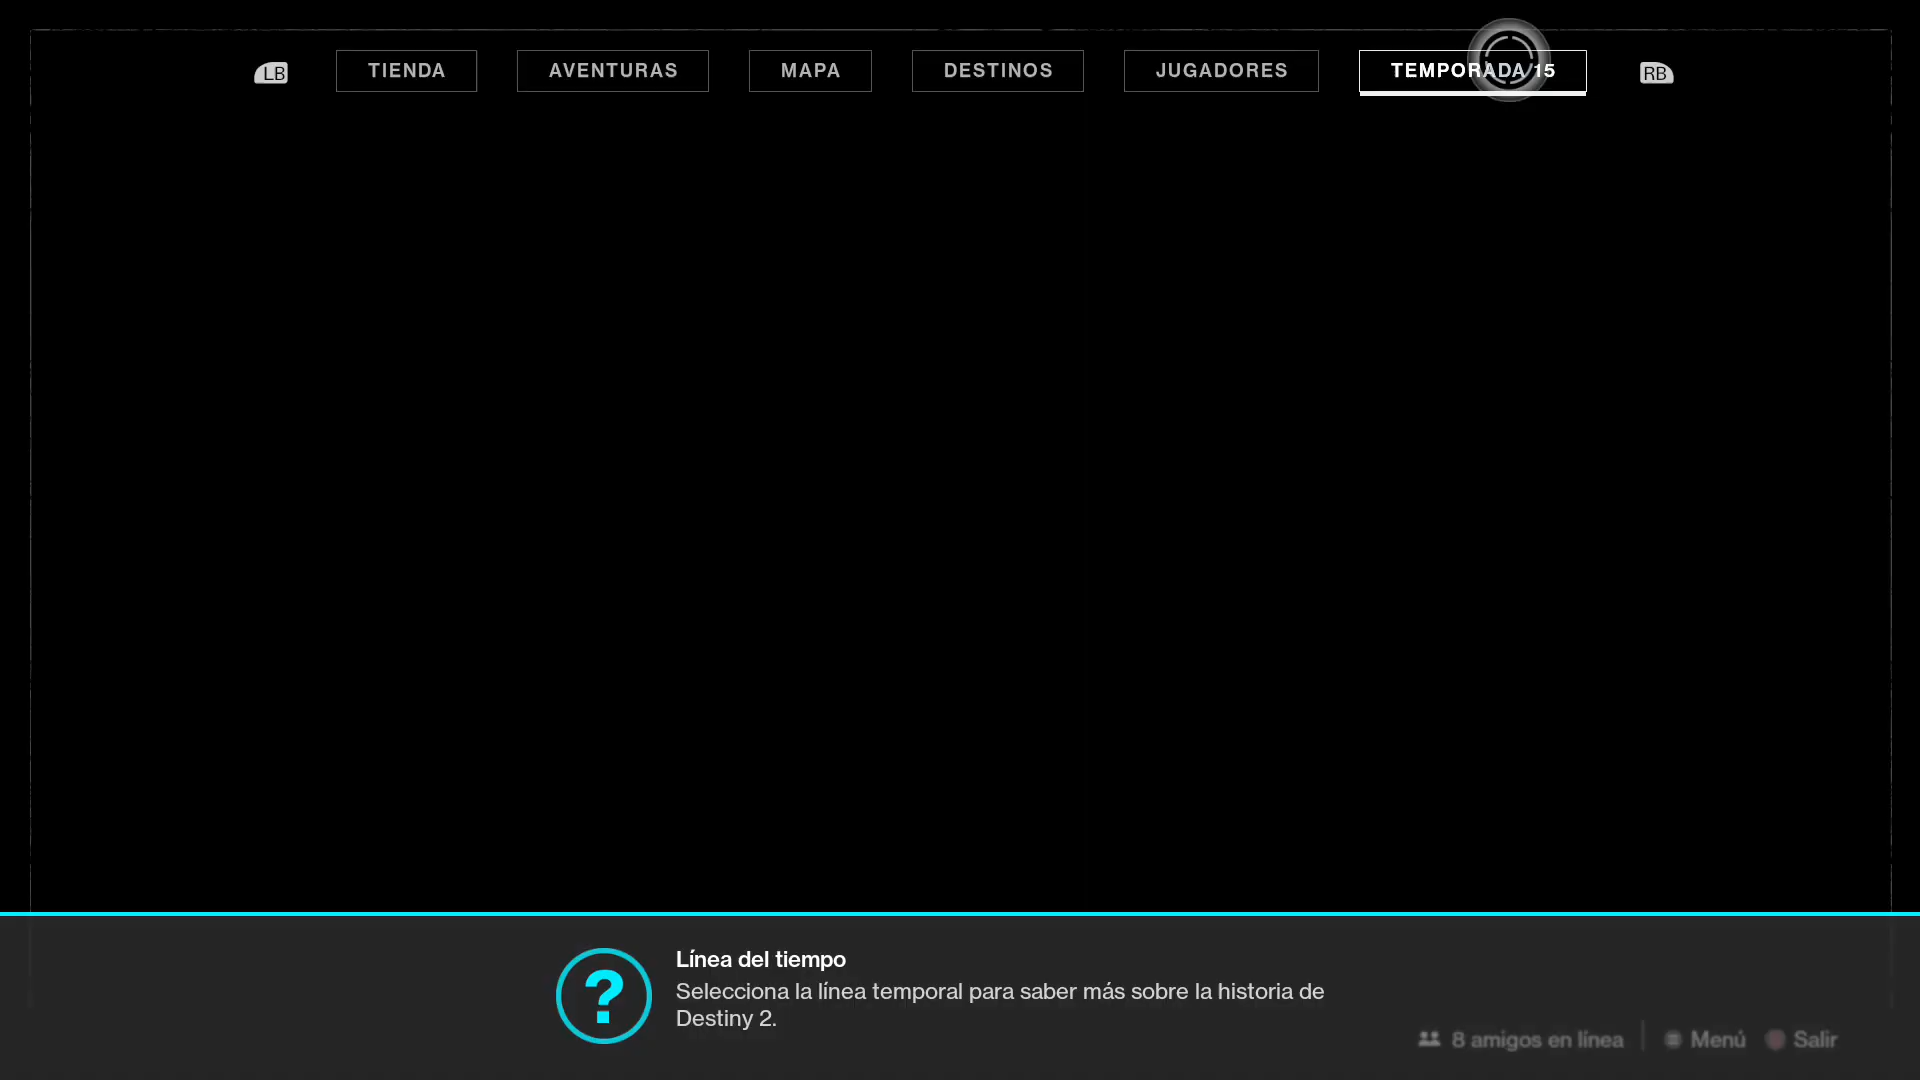 LB TIENDA AVENTURAS MAPA DESTINOS JUGADORES TEMPORADA 15 RB
Línea del tiempo
Selecciona la línea temporal para saber más sobre la historia de
Destiny 2.
8 amigos en línea Menú Salir